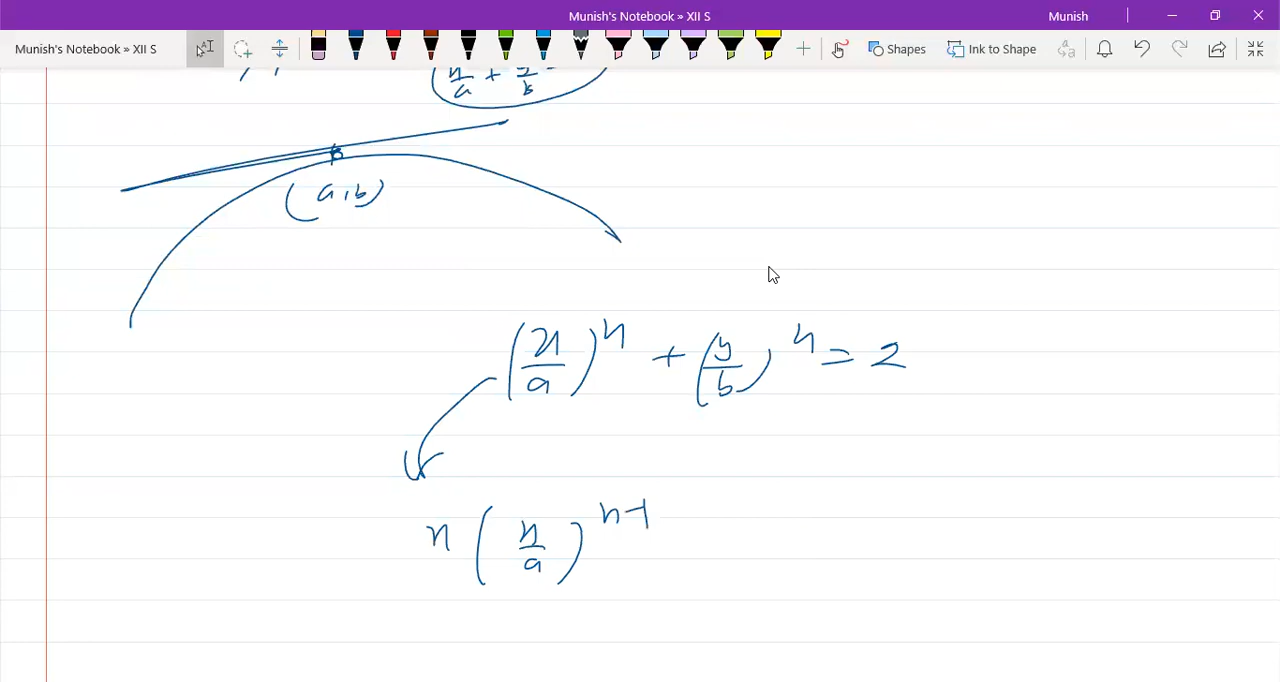 Munish's Notebook » XII S
Munish
Munish's Notebook » XII S
Shapes
Ink to Shape
(x/a + y/b
(a, b)
(x/a)^n + (y/b)^n = 2
n (x/a)^n-1